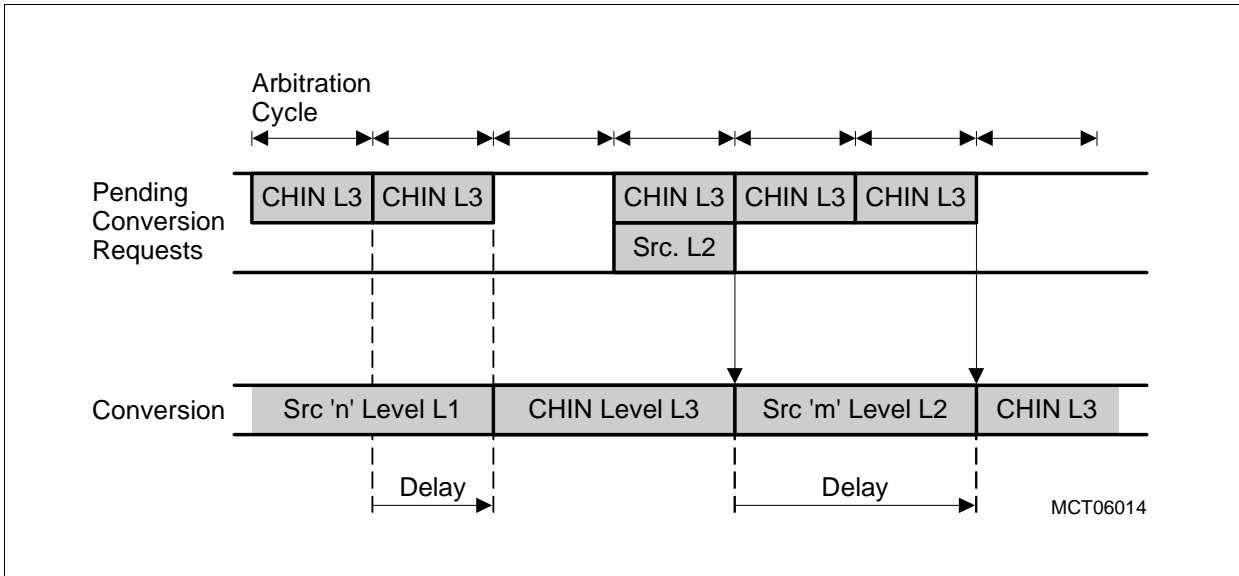 Arbitration
Cycle
Pending
Conversion
Requests
CHIN L3
CHIN L3
CHIN L3
CHIN L3
CHIN L3
Src. L2
Conversion
Src 'n' Level L1
CHIN Level L3
Src 'm' Level L2
CHIN L3
Delay
Delay
MCT06014